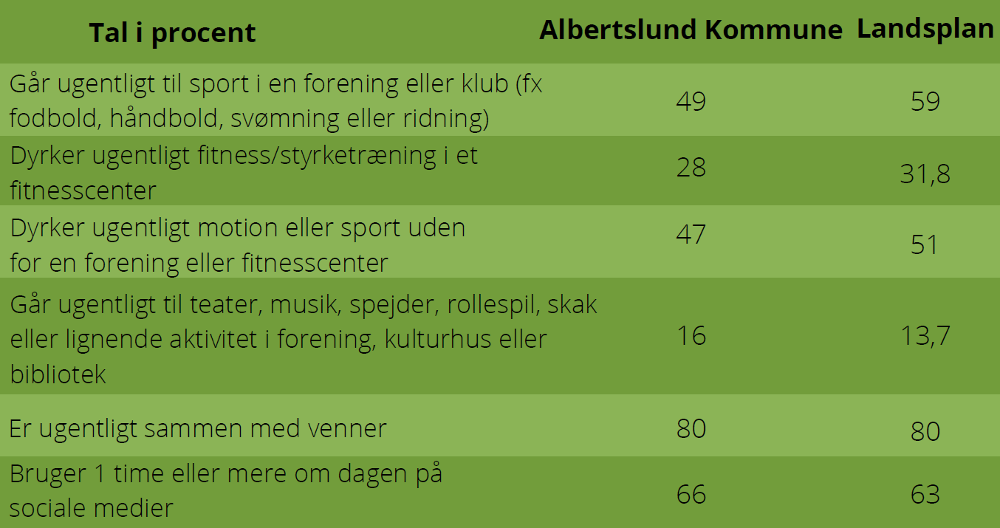 Tal i procent Albertslund Kommune Landsplan
Går ugentligt til sport i en forening eller klub (fx
fodbold, håndbold, svømning eller ridning)
49 59
Dyrker ugentligt fitness/styrketræning i et
fitnesscenter
28 31,8
Dyrker ugentligt motion eller sport uden
for en forening eller fitnesscenter
47 51
Går ugentligt til teater, musik, spejder, rollespil, skak
eller lignende aktivitet i forening, kulturhus eller
bibliotek
16 13,7
Er ugentligt sammen med venner 80 80
Bruger 1 time eller mere om dagen på
sociale medier
66 63